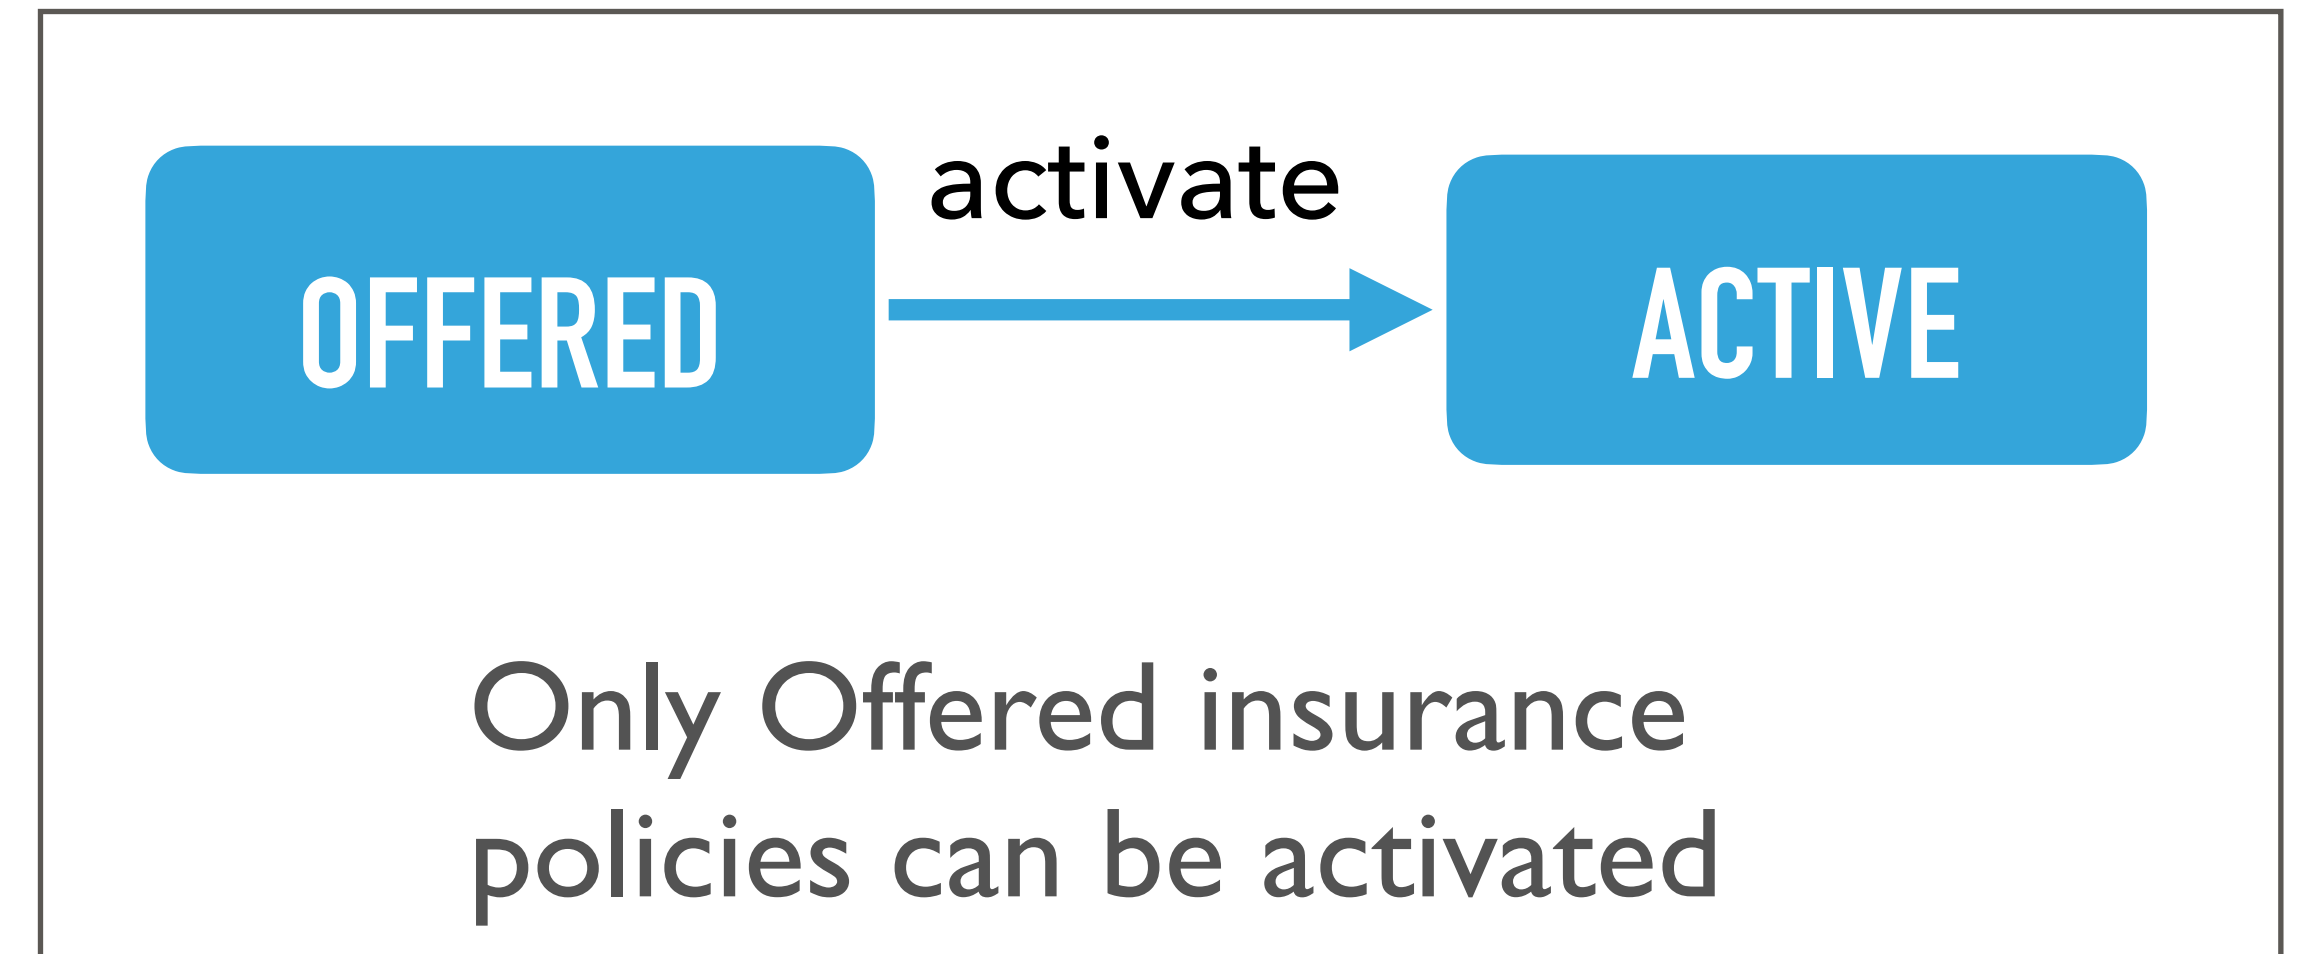 activate
OFFERED
ACTIVE
Only Offered insurance
policies can be activated